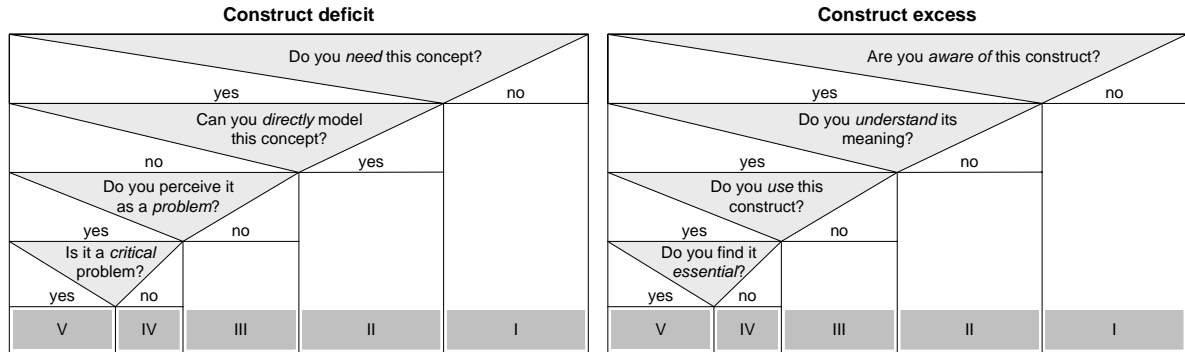 Construct deficit
Do you need this concept?
yes
no
Can you directly model
this concept?
no
yes
Do you perceive it
as a problem?
yes
no
Is it a critical
problem?
yes
no
V
IV
III
II
I
Construct excess
Are you aware of this construct?
yes
no
Do you understand its
meaning?
yes
no
Do you use this
construct?
yes
no
Do you find it
essential?
yes
no
V
IV
III
II
I